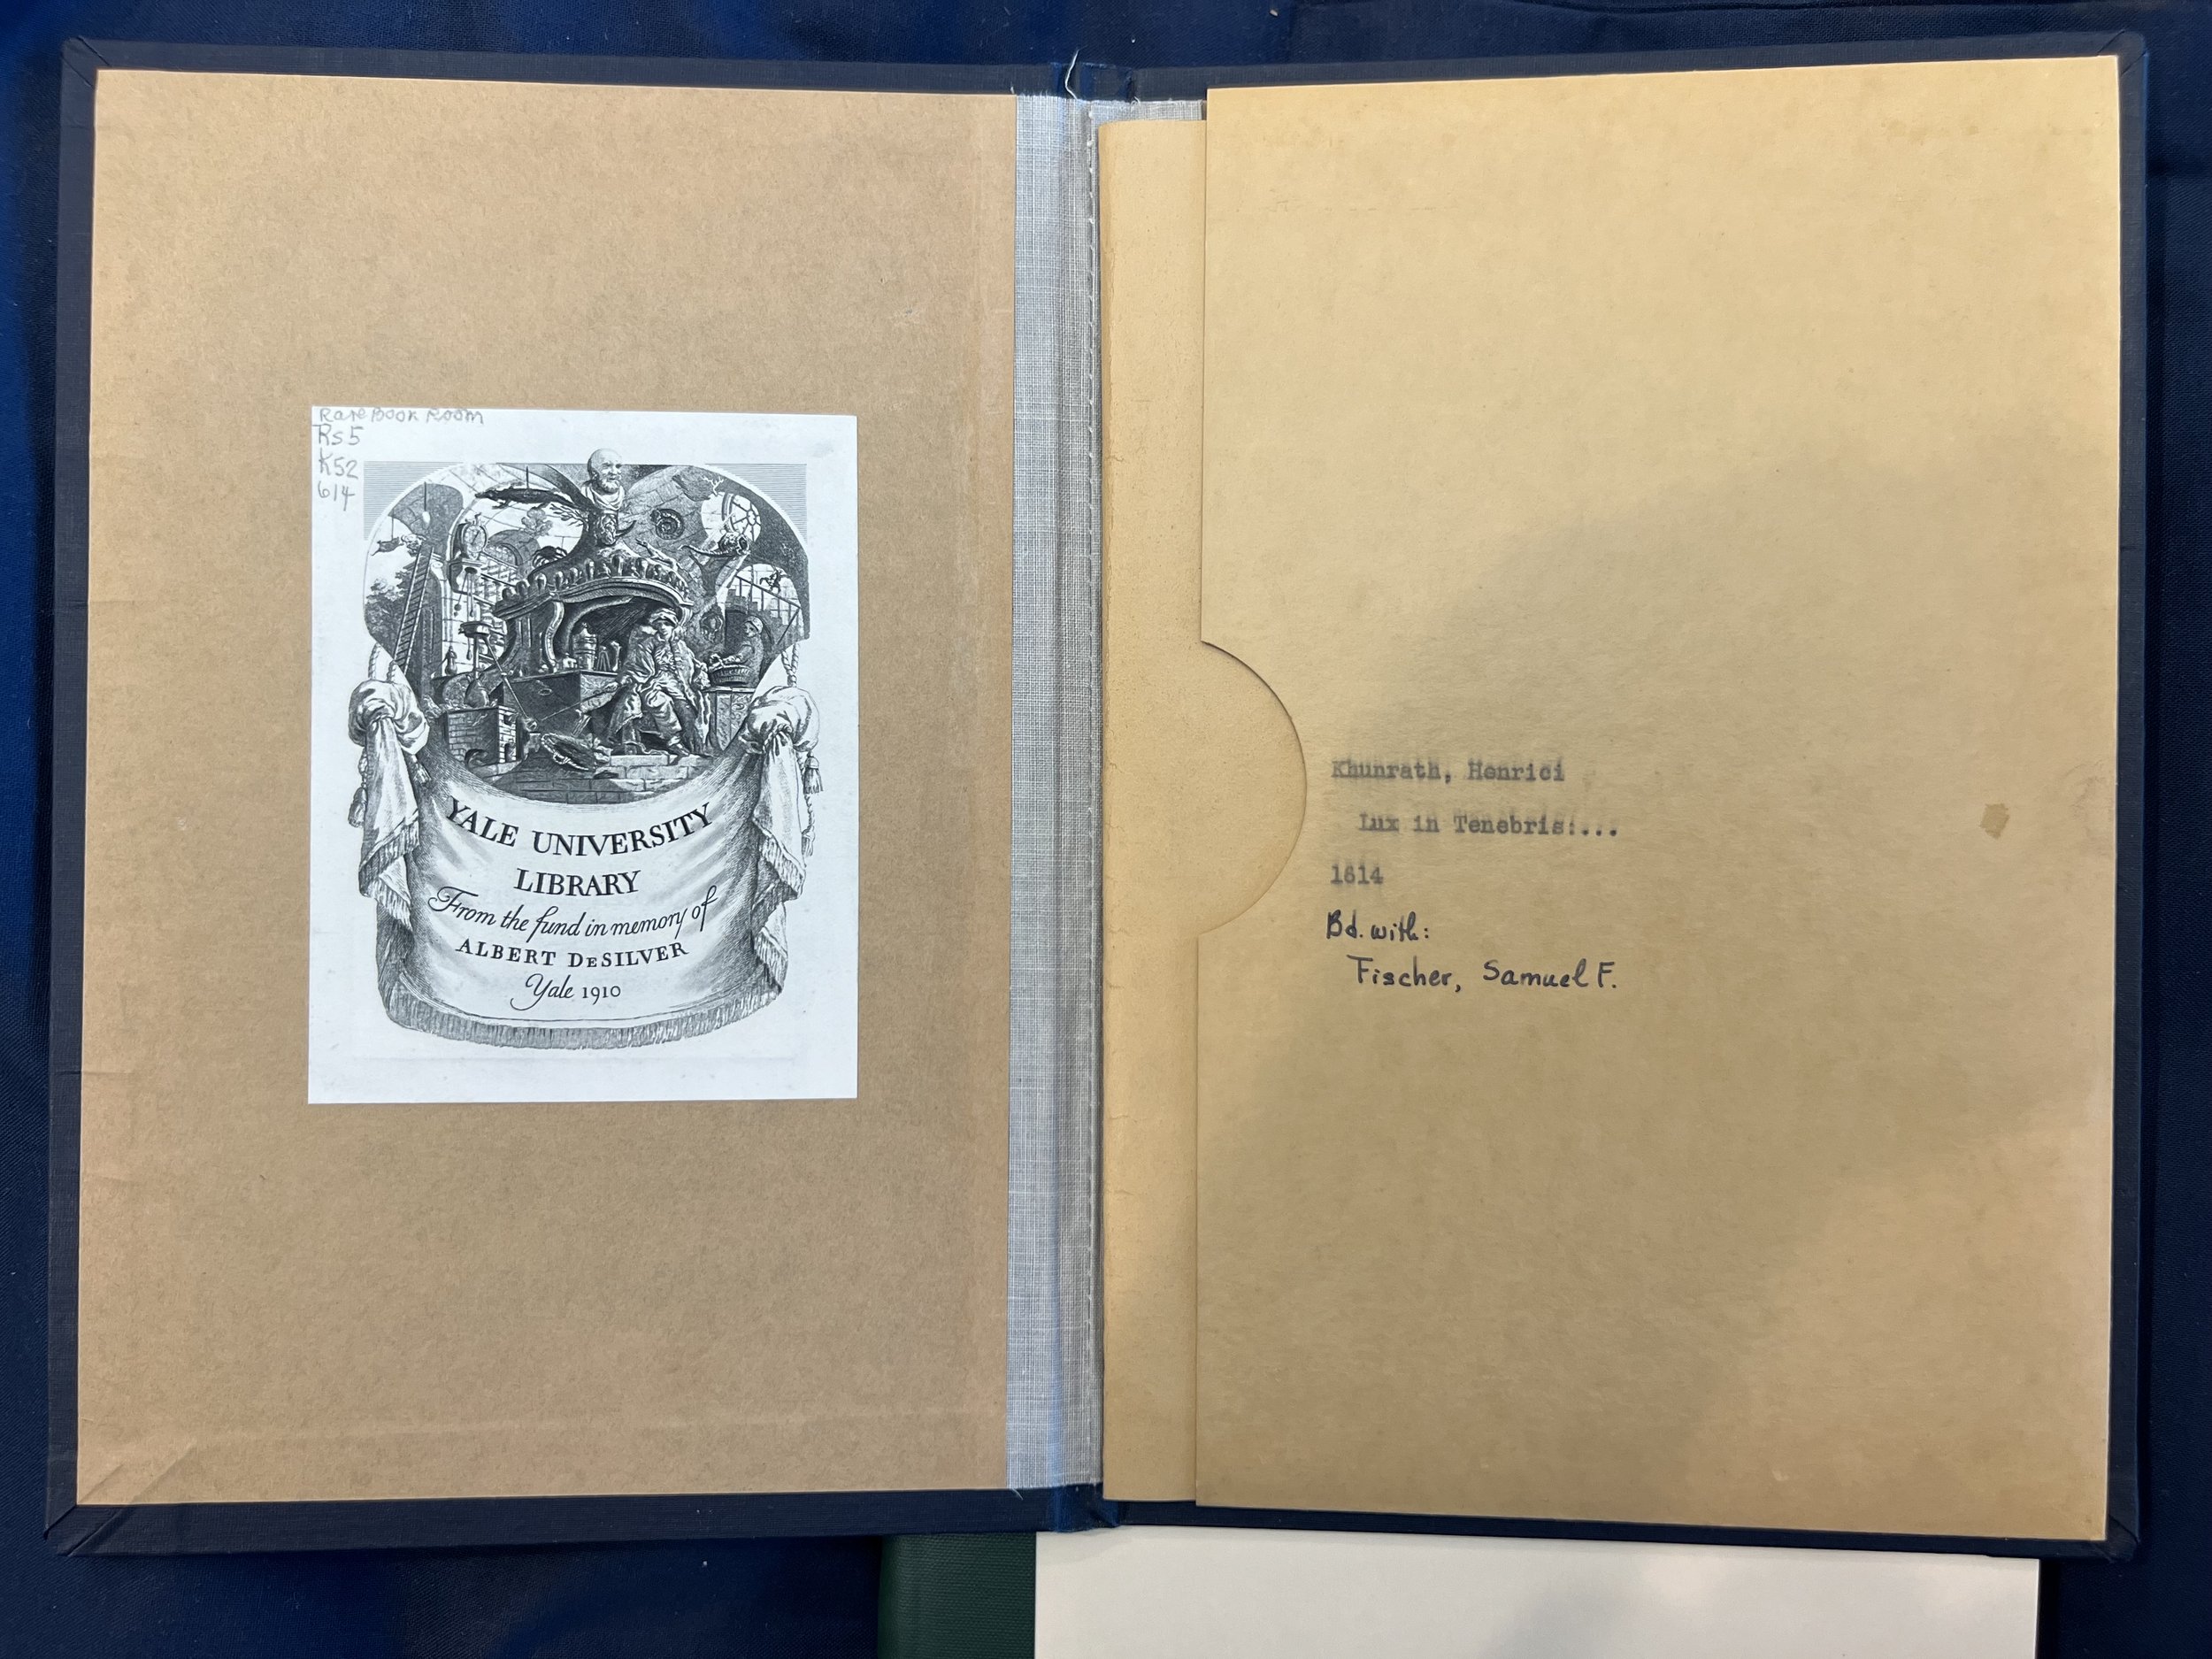 Rare Book Room
Rs5
K52
614
YALE UNIVERSITY
LIBRARY
From the fund in memory of
ALBERT DeSILVER
Yale 1910
Khunrath, Henrici
Lux in Tenebris:...
1614
Bd. with:
Fischer, Samuel F.